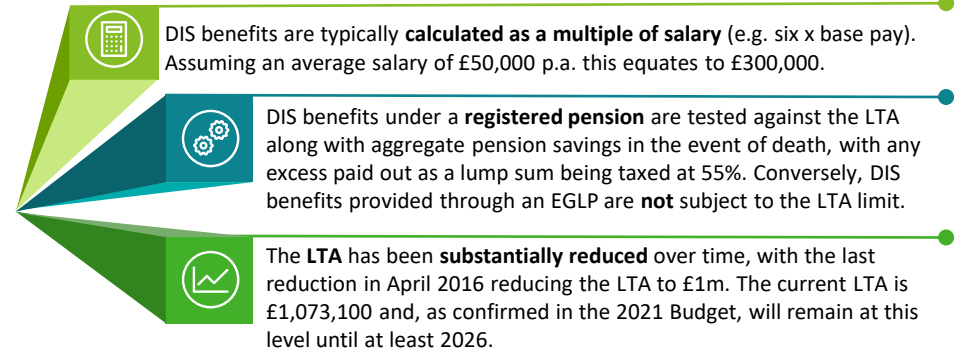 DIS benefits are typically calculated as a multiple of salary (e.g. six x base pay).
Assuming an average salary of £50,000 p.a. this equates to £300,000.
DIS benefits under a registered pension are tested against the LTA
along with aggregate pension savings in the event of death, with any
excess paid out as a lump sum being taxed at 55%. Conversely, DIS
benefits provided through an EGLP are not subject to the LTA limit.
The LTA has been substantially reduced over time, with the last
reduction in April 2016 reducing the LTA to £1m. The current LTA is
£1,073,100 and, as confirmed in the 2021 Budget, will remain at this
level until at least 2026.